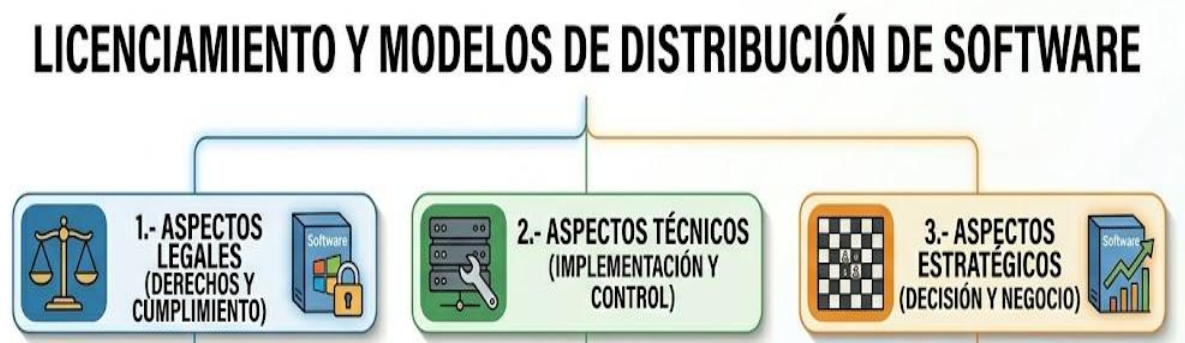 LICENCIAMIENTO Y MODELOS DE DISTRIBUCIÓN DE SOFTWARE
1.- ASPECTOS
LEGALES
(DERECHOS Y
CUMPLIMIENTO)
Software
2.- ASPECTOS TÉCNICOS
(IMPLEMENTACIÓN Y
CONTROL)
3.- ASPECTOS
ESTRATÉGICOS
(DECISIÓN Y NEGOCIO)
Software